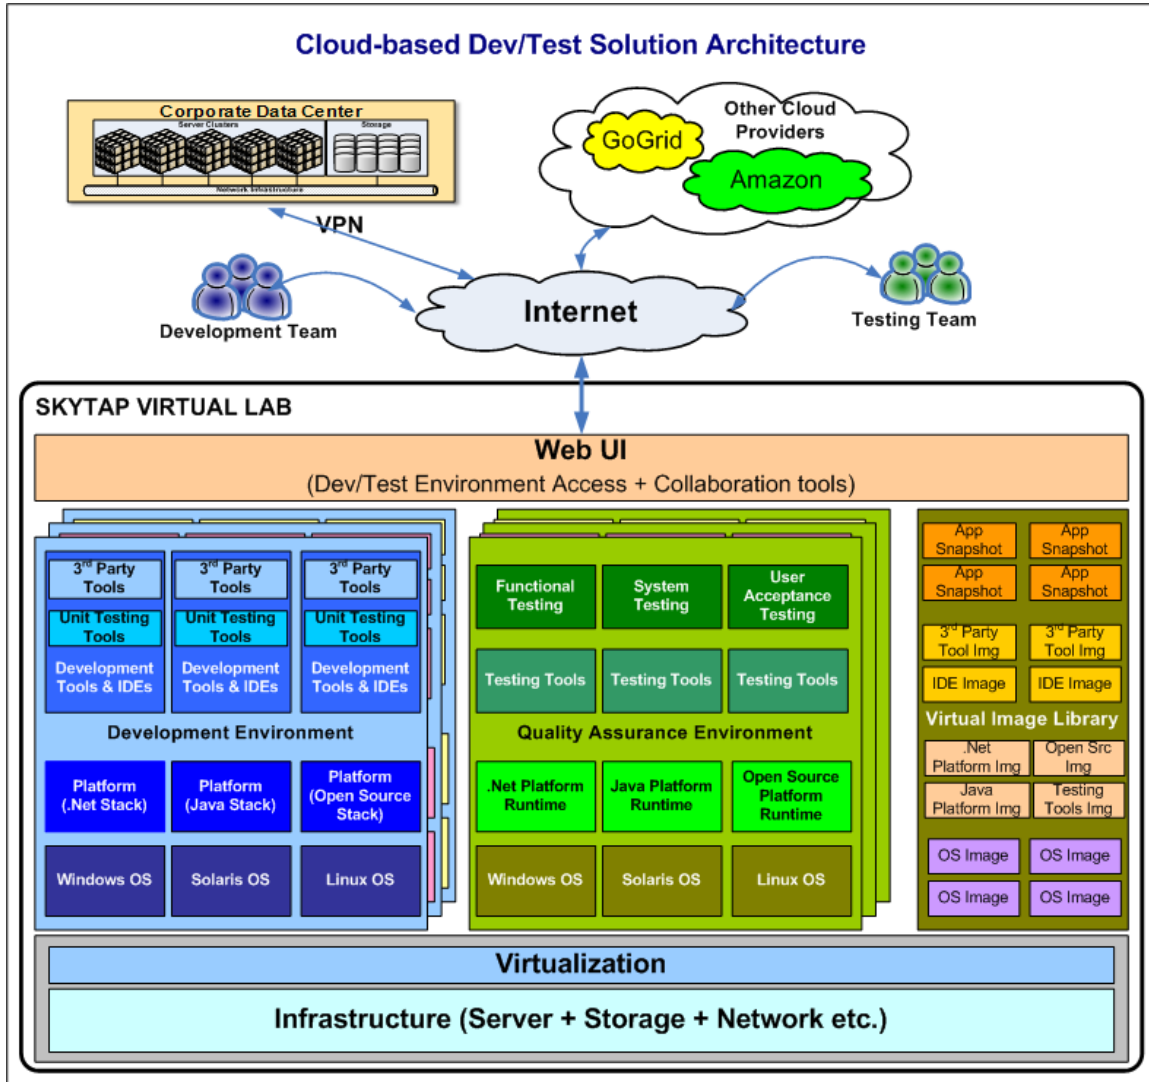 Cloud-based Dev/Test Solution Architecture
Corporate Data Center
Server Clusters
Storage
Network Infrastructure
Other Cloud
Providers
GoGrid
Amazon
VPN
Development Team
Internet
Testing Team
SKYTAP VIRTUAL LAB
Web UI
(Dev/Test Environment Access + Collaboration tools)
3rd Party
Tools
3rd Party
Tools
3rd Party
Tools
Unit Testing
Tools
Unit Testing
Tools
Unit Testing
Tools
Development
Tools & IDEs
Development
Tools & IDEs
Development
Tools & IDEs
Development Environment
Platform
(.Net Stack)
Platform
(Java Stack)
Platform
(Open Source
Stack)
Windows OS
Solaris OS
Linux OS
Functional
Testing
System
Testing
User
Acceptance
Testing
Testing Tools
Testing Tools
Testing Tools
Quality Assurance Environment
.Net Platform
Runtime
Java Platform
Runtime
Open Source
Platform
Runtime
Windows OS
Solaris OS
Linux OS
App
Snapshot
App
Snapshot
App
Snapshot
App
Snapshot
3rd Party
Tool Img
3rd Party
Tool Img
IDE Image
IDE Image
Virtual Image Library
.Net
Platform Img
Open Src
Img
Java
Platform Img
Testing
Tools Img
OS Image
OS Image
OS Image
OS Image
Virtualization
Infrastructure (Server + Storage + Network etc.)